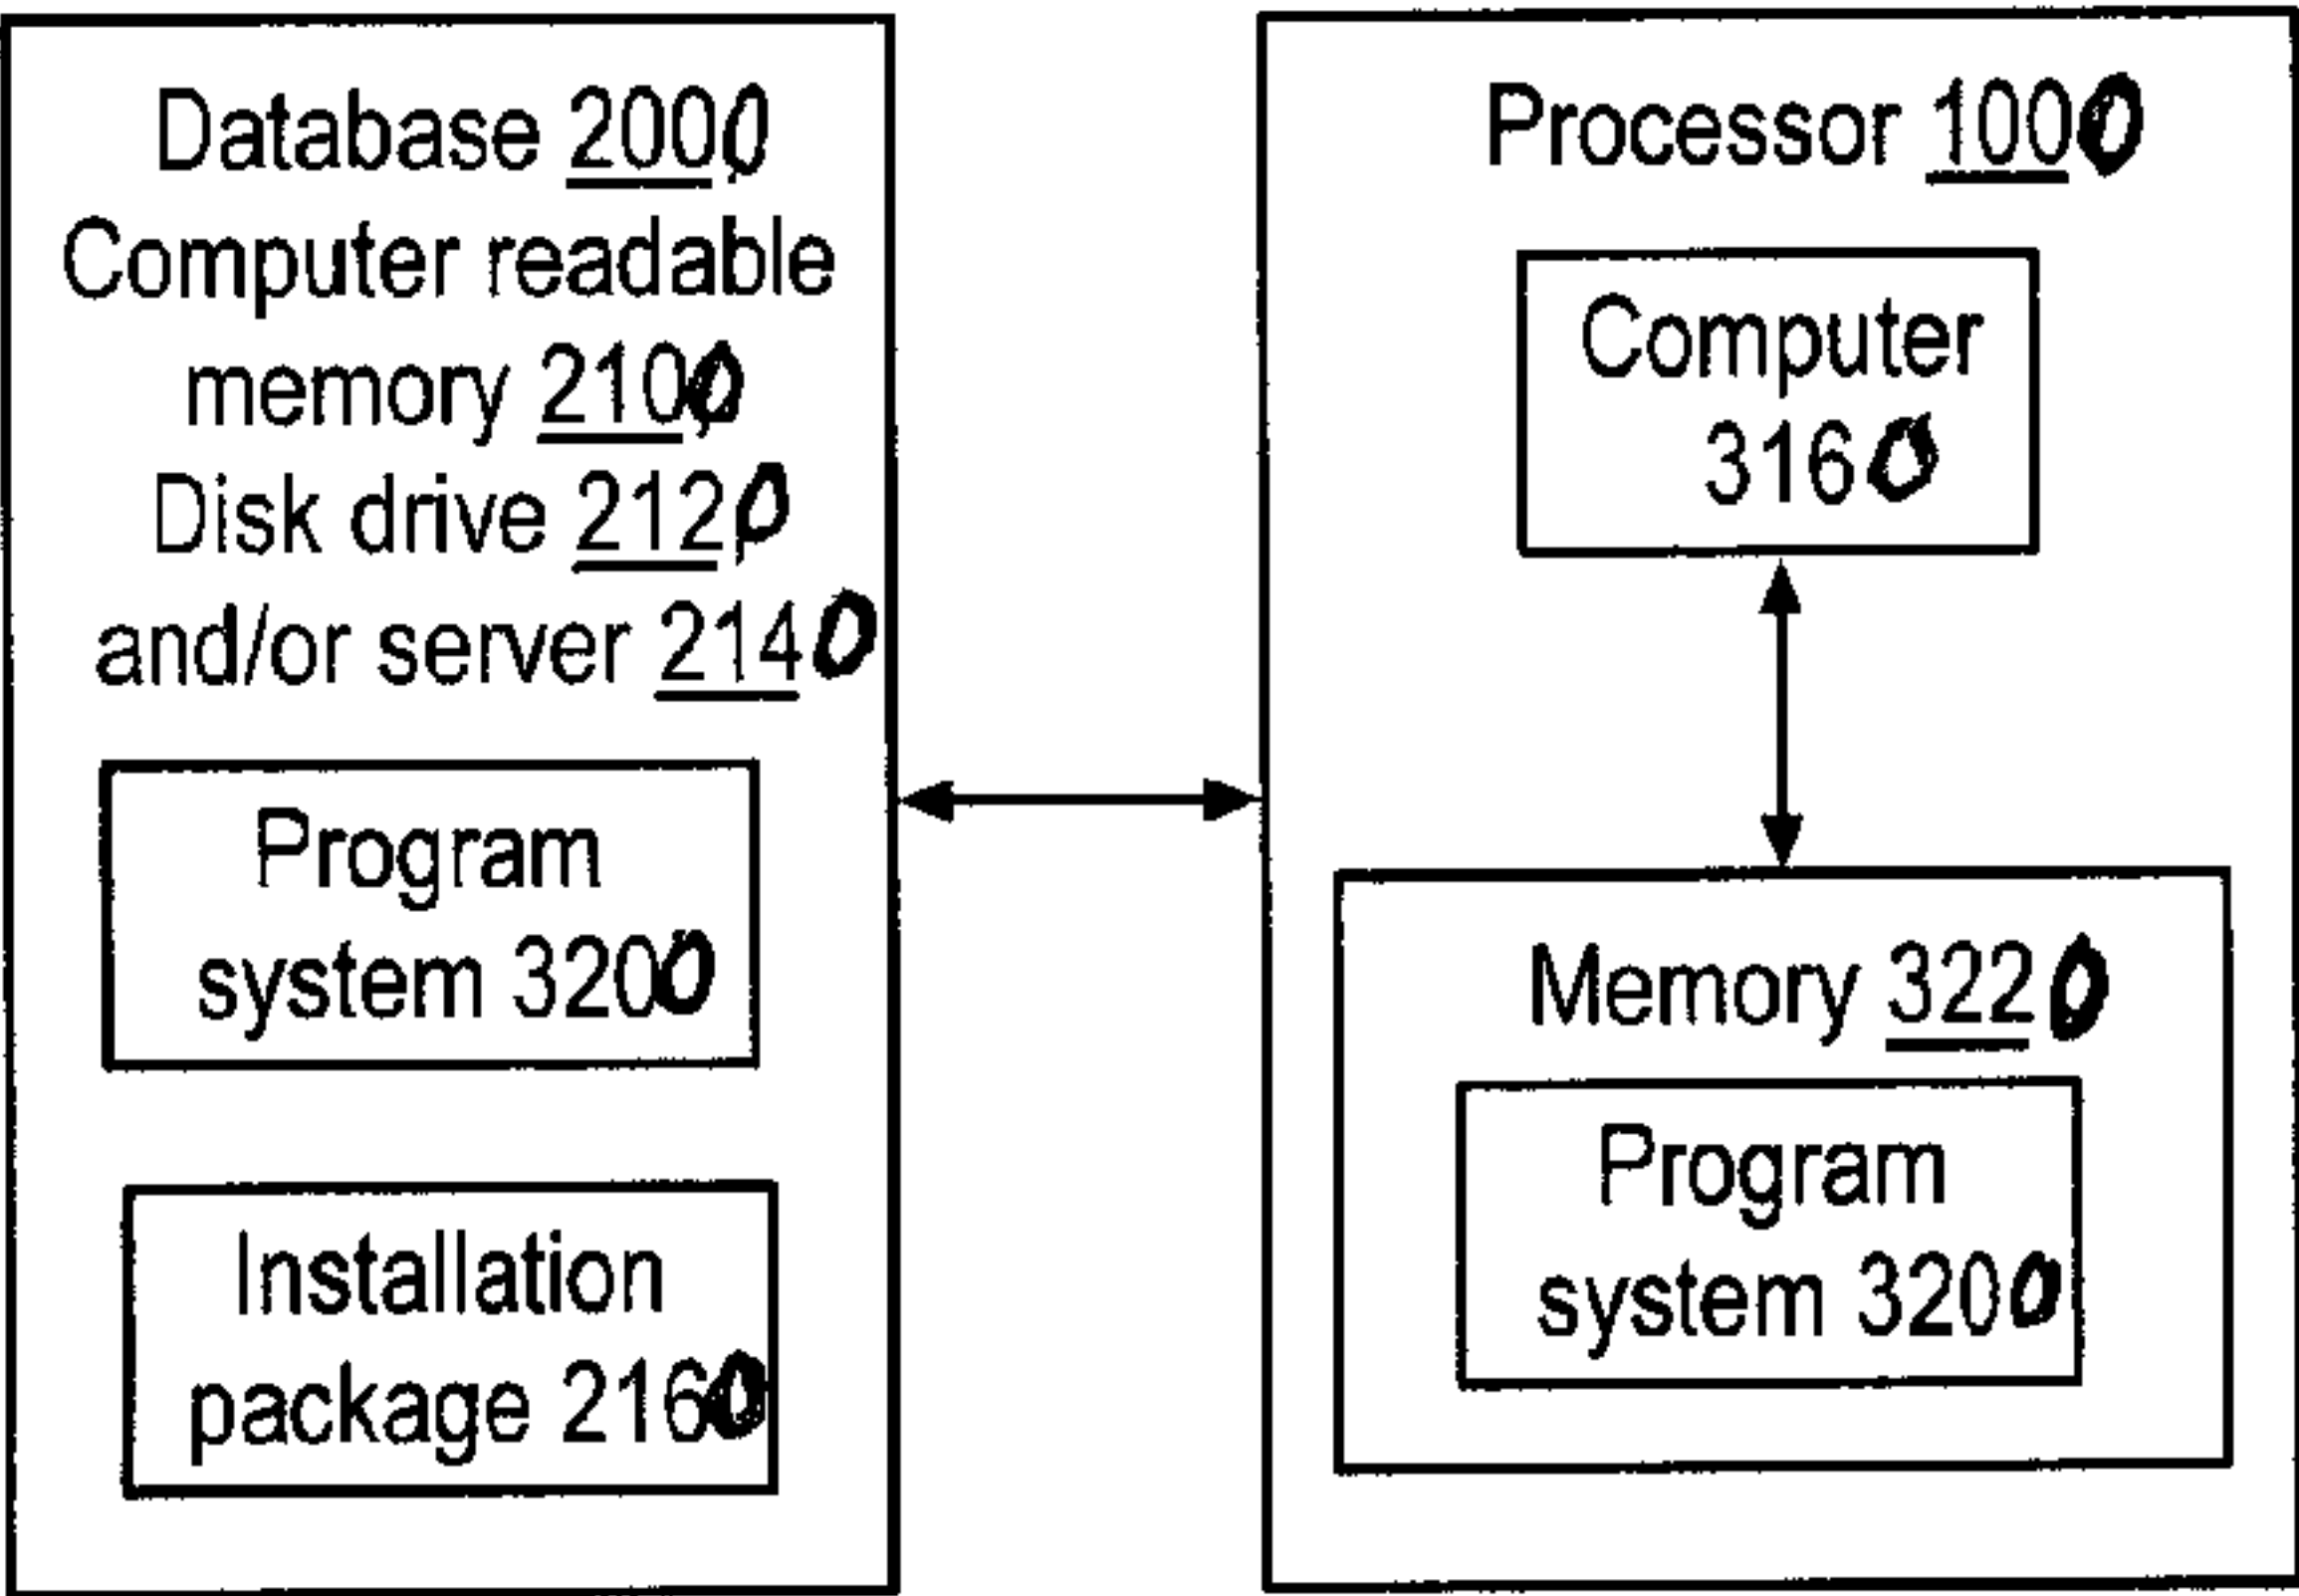 Database 2000
Computer readable
memory 2100
Disk drive 2120
and/or server 2140
Program
system 3200
Installation
package 2160
Processor 1000
Computer
3160
Memory 3220
Program
system 3200